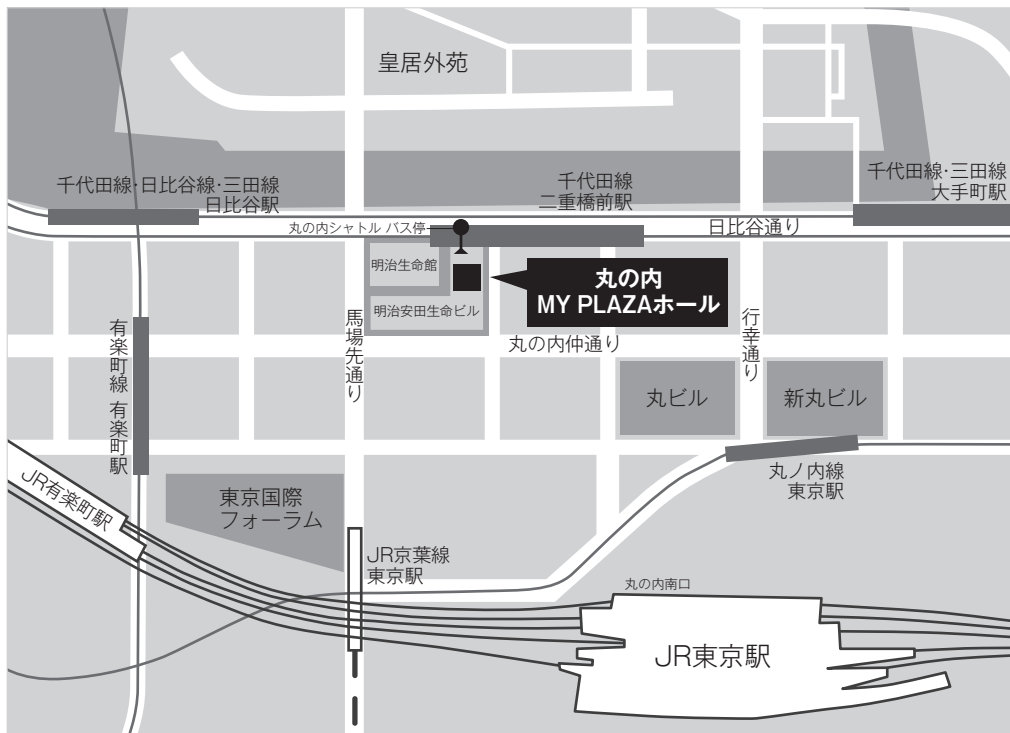 皇居外苑
千代田線·日比谷線·三田線
日比谷駅
千代田線
二重橋前駅
千代田線·三田線
大手町駅
丸の内シャトル バス停
日比谷通り
明治生命館
明治安田生命ビル
丸の内
MY PLAZAホール
馬場先通り
丸の内仲通り
行幸通り
有楽町線
有楽町駅
丸ビル
新丸ビル
丸ノ内線
東京駅
JR有楽町駅
東京国際
フォーラム
JR京葉線
東京駅
丸の内南口
JR東京駅